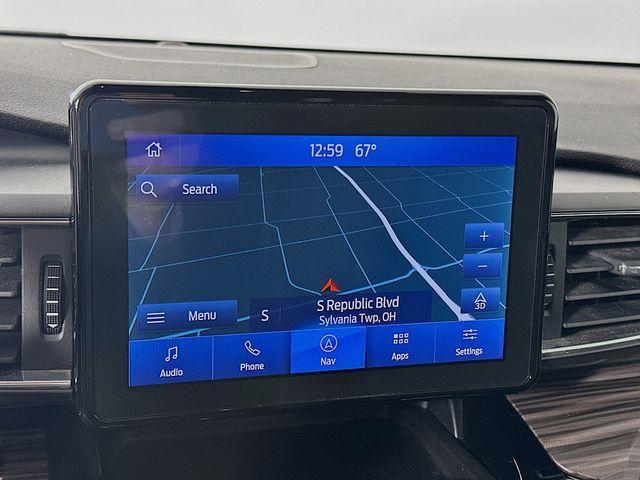 12:59 67°
Search
+
−
3D
Menu
S
S Republic Blvd
Sylvania Twp, OH
Audio
Phone
Nav
Apps
Settings